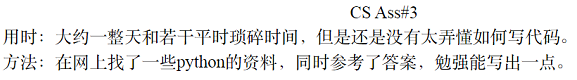 CS Ass#3
用时：大约一整天和若干平时琐碎时间，但是还是没有太弄懂如何写代码。
方法：在网上找了一些python的资料，同时参考了答案，勉强能写出一点。